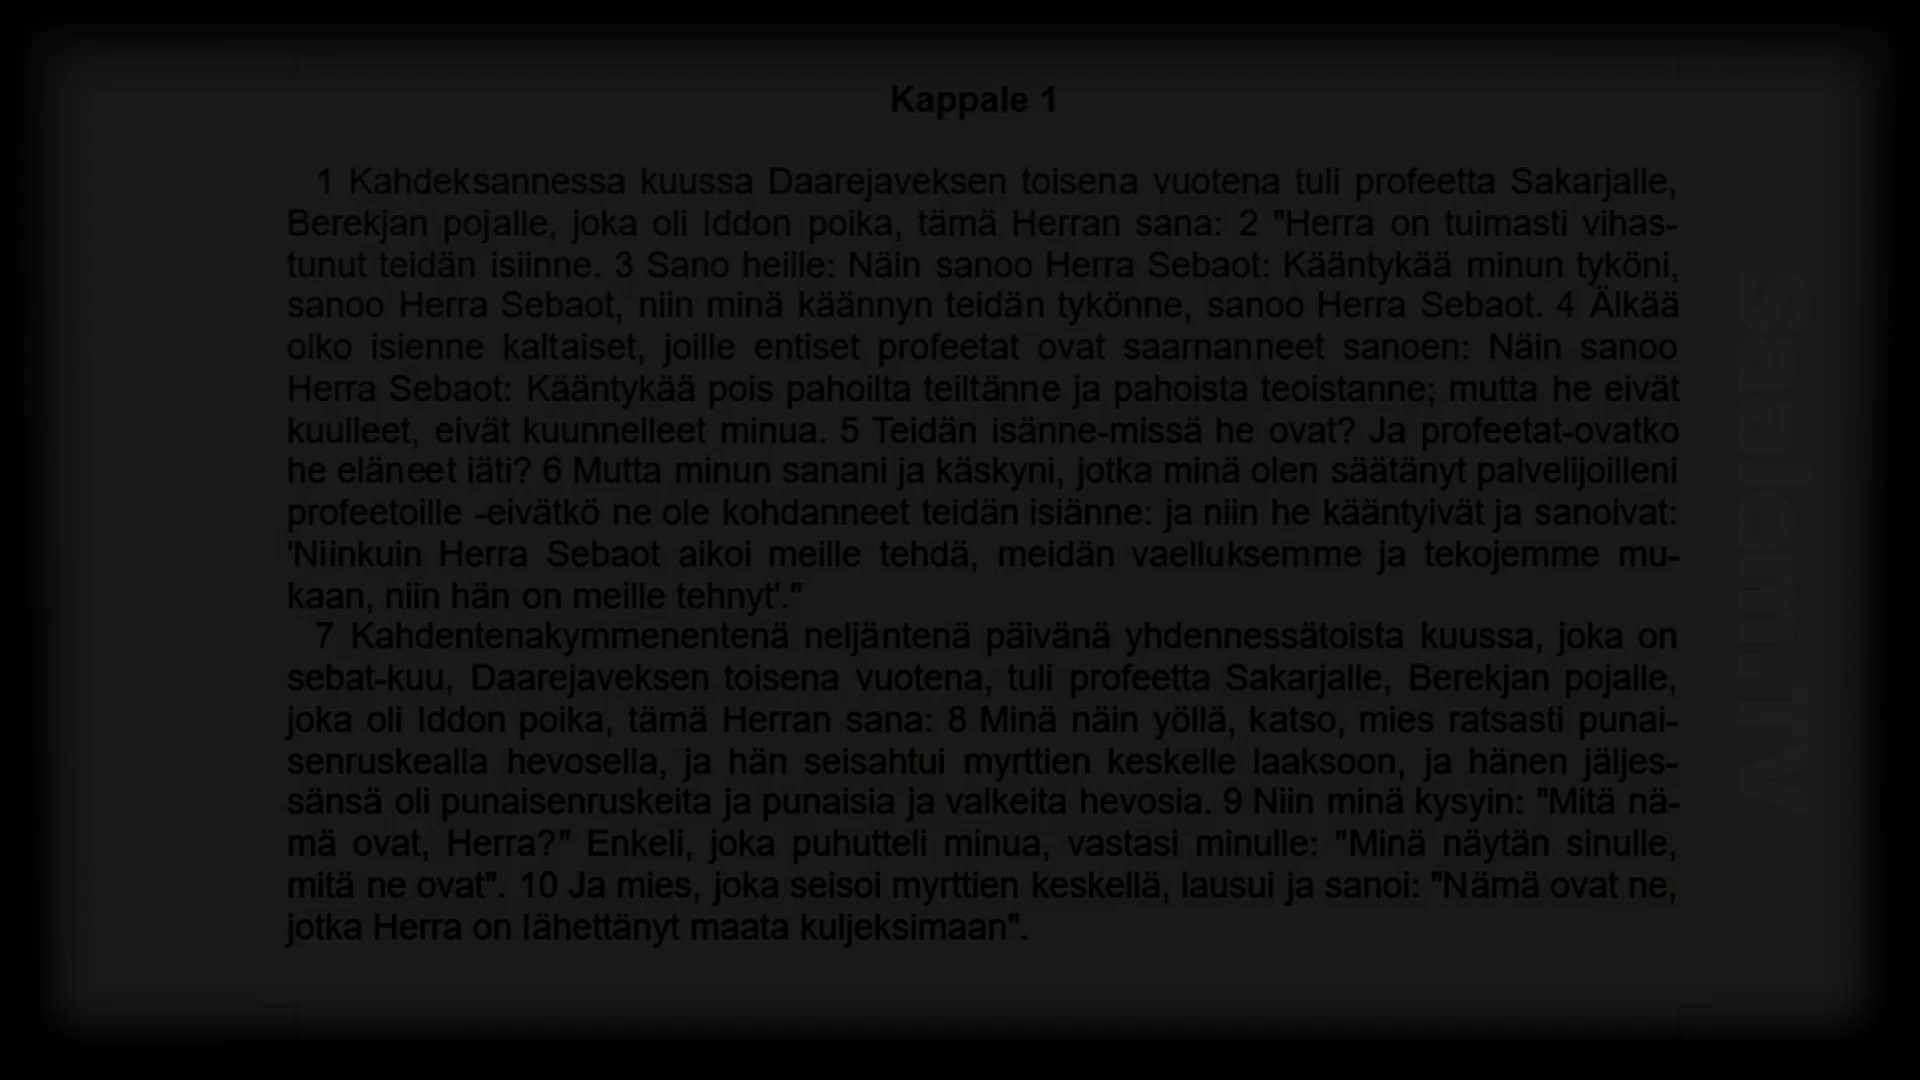 Kappale 1
1 Kahdeksannessa kuussa Daarejaveksen toisena vuotena tuli profeetta Sakarjalle,
Berekjan pojalle, joka oli Iddon poika, tämä Herran sana: 2 "Herra on tuimasti vihas-
tunut teidän isiinne. 3 Sano heille: Näin sanoo Herra Sebaot: Kääntykää minun tyköni,
sanoo Herra Sebaot, niin minä käännyn teidän tykönne, sanoo Herra Sebaot. 4 Älkää
olko isienne kaltaiset, joille entiset profeetat ovat saarnanneet sanoen: Näin sanoo
Herra Sebaot: Kääntykää pois pahoilta teiltänne ja pahoista teoistanne; mutta he eivät
kuulleet, eivät kuunnelleet minua. 5 Teidän isänne-missä he ovat? Ja profeetat-ovatko
he eläneet iäti? 6 Mutta minun sanani ja käskyni, jotka minä olen säätänyt palvelijoilleni
profeetoille -eivätkö ne ole kohdanneet teidän isiänne: ja niin he kääntyivät ja sanoivat:
'Niinkuin Herra Sebaot aikoi meille tehdä, meidän vaelluksemme ja tekojemme mu-
kaan, niin hän on meille tehnyt'."
7 Kahdentenakymmenentenä neljäntenä päivänä yhdennessätoista kuussa, joka on
sebat-kuu, Daarejaveksen toisena vuotena, tuli profeetta Sakarjalle, Berekjan pojalle,
joka oli Iddon poika, tämä Herran sana: 8 Minä näin yöllä, katso, mies ratsasti punai-
senruskealla hevosella, ja hän seisahtui myrttien keskelle laaksoon, ja hänen jäljes-
sänsä oli punaisenruskeita ja punaisia ja valkeita hevosia. 9 Niin minä kysyin: "Mitä nä-
mä ovat, Herra?" Enkeli, joka puhutteli minua, vastasi minulle: "Minä näytän sinulle,
mitä ne ovat". 10 Ja mies, joka seisoi myrttien keskellä, lausui ja sanoi: "Nämä ovat ne,
jotka Herra on lähettänyt maata kuljeksimaan".
Saalem.TV